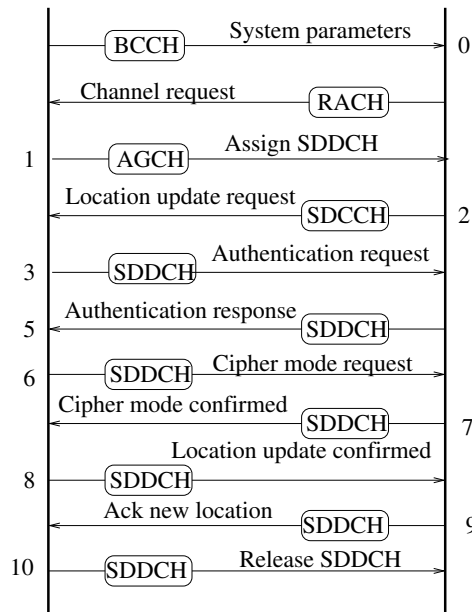 System parameters
BCCH 0
Channel request
RACH
Assign SDDCH
1 AGCH
Location update request
SDCCH 2
Authentication request
3 SDDCH
Authentication response
5 SDDCH
Cipher mode request
6 SDDCH
Cipher mode confirmed
SDDCH 7
Location update confirmed
8 SDDCH
Ack new location
SDDCH 9
Release SDDCH
10 SDDCH